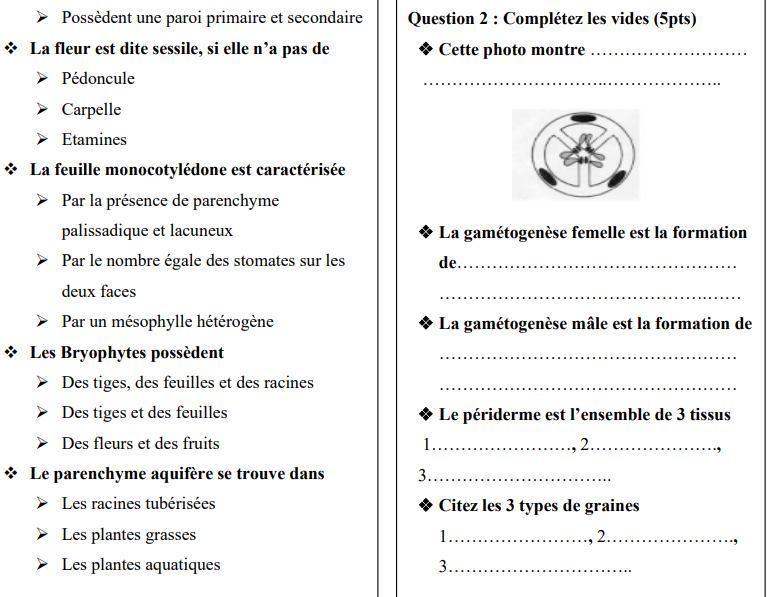 ➢ Possèdent une paroi primaire et secondaire
❖ La fleur est dite sessile, si elle n’a pas de
➢ Pédoncule
➢ Carpelle
➢ Etamines
❖ La feuille monocotylédone est caractérisée
➢ Par la présence de parenchyme
palissadique et lacuneux
➢ Par le nombre égale des stomates sur les
deux faces
➢ Par un mésophylle hétérogène
❖ Les Bryophytes possèdent
➢ Des tiges, des feuilles et des racines
➢ Des tiges et des feuilles
➢ Des fleurs et des fruits
❖ Le parenchyme aquifère se trouve dans
➢ Les racines tubérisées
➢ Les plantes grasses
➢ Les plantes aquatiques
Question 2 : Complétez les vides (5pts)
❖ Cette photo montre ………………………
……………………………………………..
❖ La gamétogenèse femelle est la formation
de…………………………………………
……………………………………………
❖ La gamétogenèse mâle est la formation de
……………………………………………
……………………………………………
❖ Le périderme est l’ensemble de 3 tissus
1……………………, 2………………….,
3…………………………..
❖ Citez les 3 types de graines
1……………………, 2………………….,
3…………………………..